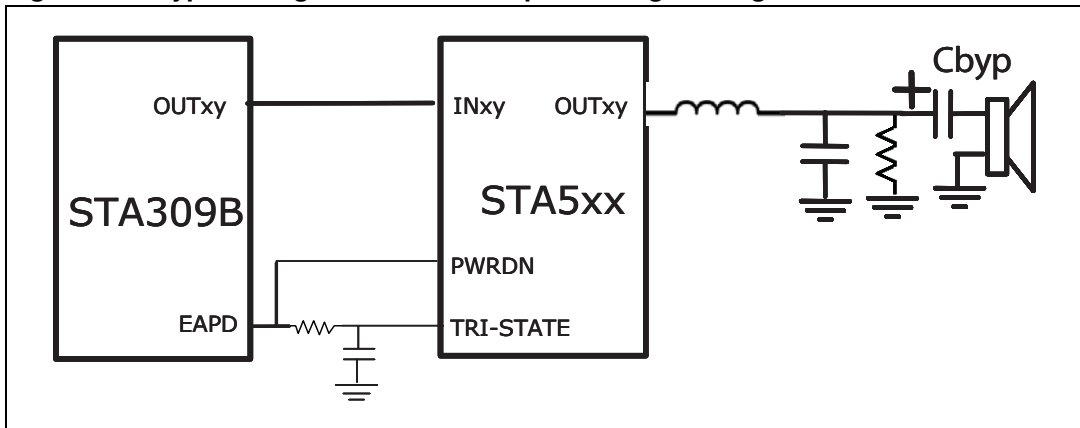 Cbyp
+
OUTxy
INxy
OUTxy
STA309B
STA5xx
PWRDN
EAPD
TRI-STATE